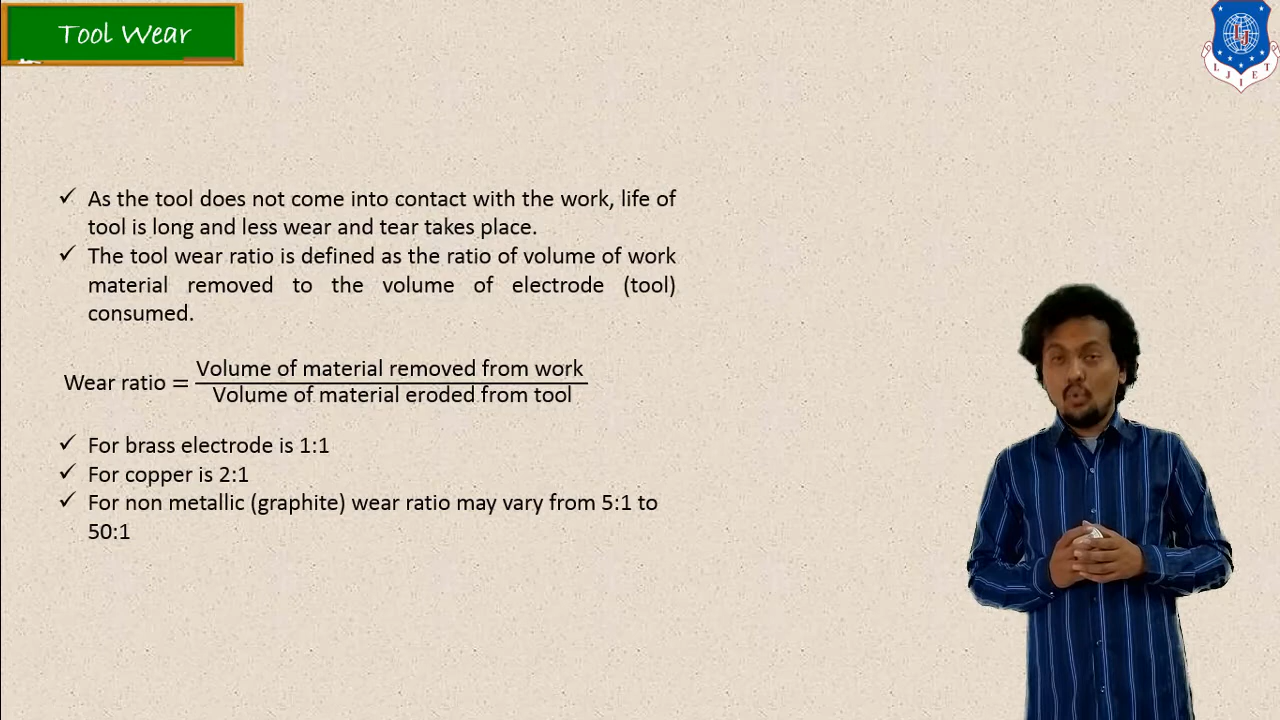 Tool Wear
L J I E T
✓ As the tool does not come into contact with the work, life of
tool is long and less wear and tear takes place.
✓ The tool wear ratio is defined as the ratio of volume of work
material removed to the volume of electrode (tool)
consumed.
Volume of material removed from work
Wear ratio =
Volume of material eroded from tool
✓ For brass electrode is 1:1
✓ For copper is 2:1
✓ For non metallic (graphite) wear ratio may vary from 5:1 to
50:1